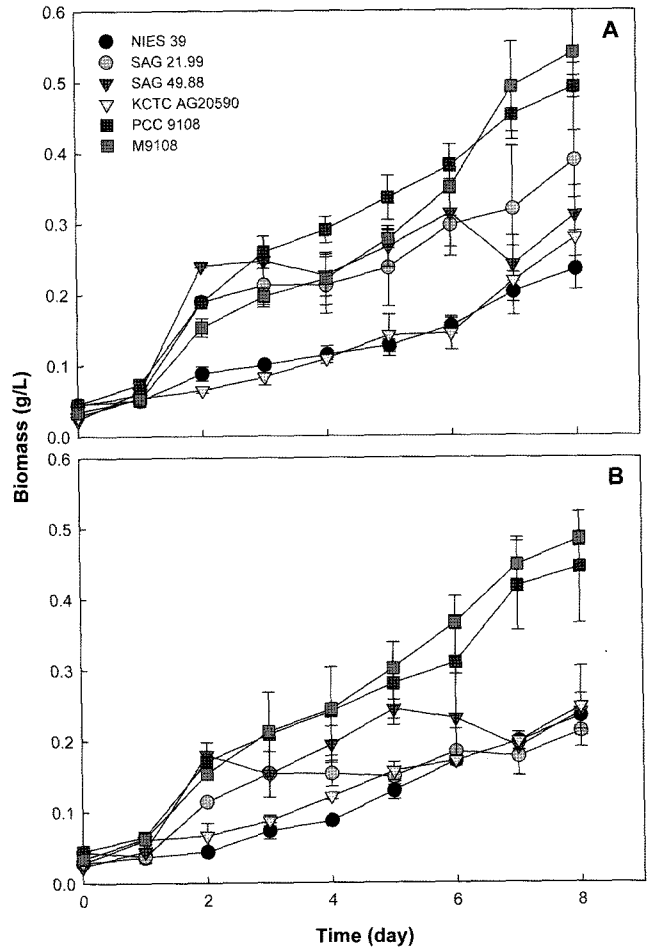 0.6
A
NIES 39
SAG 21.99
SAG 49.88
KCTC AG20590
PCC 9108
M9108
0.5
0.4
0.3
0.2
0.1
0.0
Biomass (g/L)
0.6
B
0.5
0.4
0.3
0.2
0.1
0.0
0 2 4 6 8
Time (day)